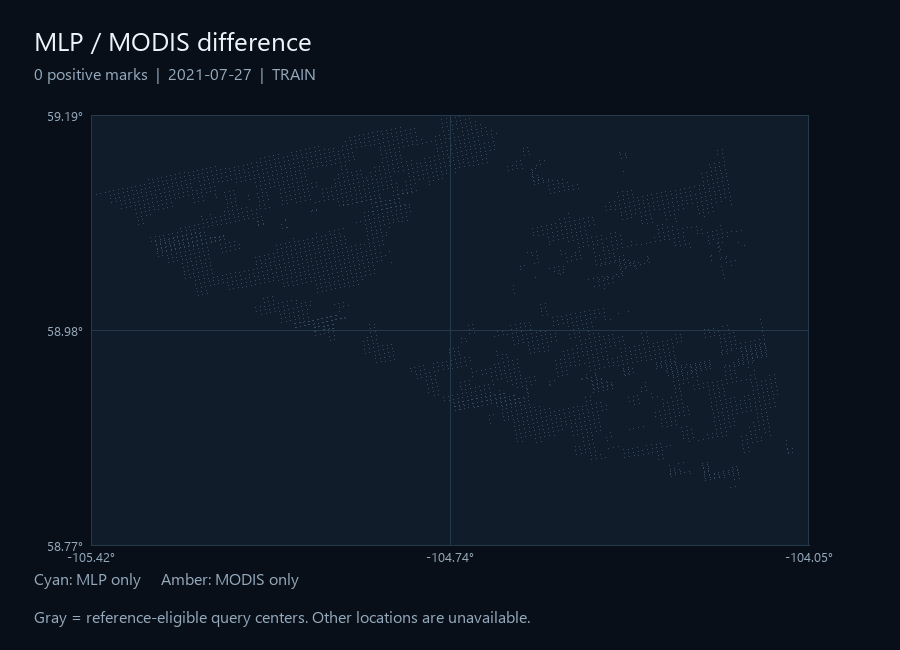 MLP / MODIS difference
0 positive marks | 2021-07-27 | TRAIN
59.19°
58.98°
58.77°
-105.42° -104.74° -104.05°
Cyan: MLP only Amber: MODIS only
Gray = reference-eligible query centers. Other locations are unavailable.